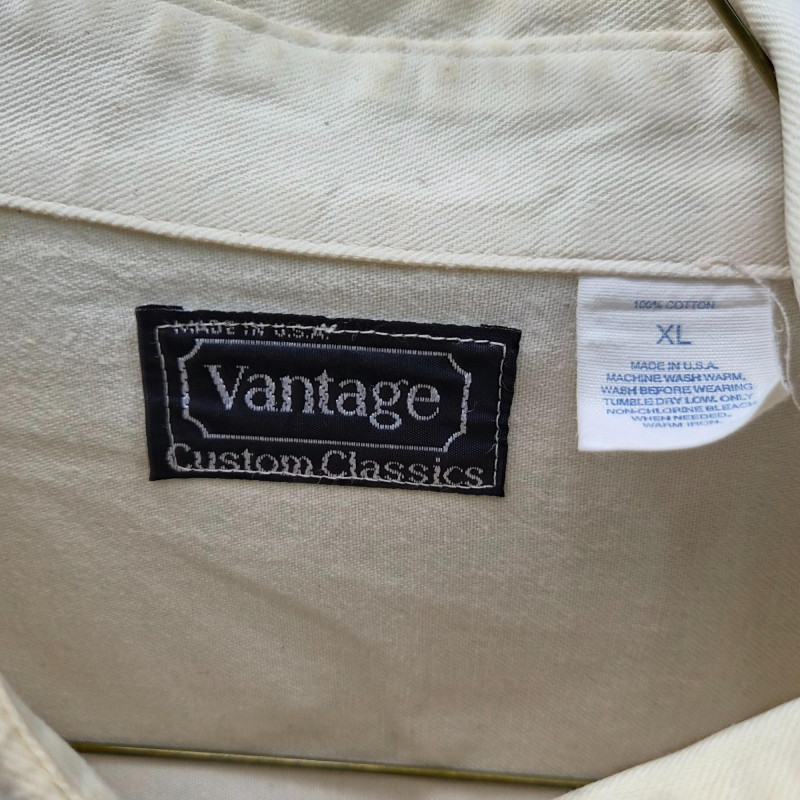 MADE IN U.S.A.
Vantage
Custom Classics
100% COTTON
XL
MADE IN U.S.A.
MACHINE WASH WARM,
WASH BEFORE WEARING
TUMBLE DRY LOW. ONLY
NON-CHLORINE BLEACH
WHEN NEEDED.
WARM IRON.